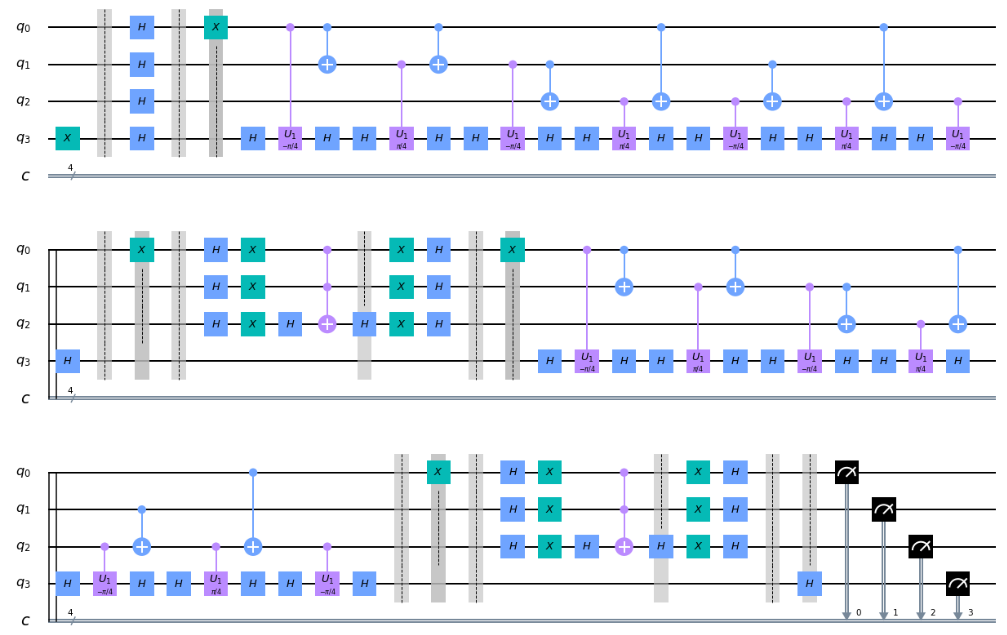 q₀ H X
q₁ H
q₂ H
q₃ X H H U₁ H H U₁ H H U₁ H H U₁ H H U₁ H H U₁ H H U₁
−π/4 π/4 −π/4 π/4 −π/4 π/4 −π/4
c 4
q₀ X H X X H X
q₁ H X X H
q₂ H X H H X H
q₃ H H U₁ H H U₁ H H U₁ H H U₁ H
−π/4 π/4 −π/4 π/4
c 4
q₀ X H X X H
q₁ H X X H
q₂ H X H H X H
q₃ H U₁ H H U₁ H H U₁ H H
−π/4 π/4 −π/4
c 4 0 1 2 3